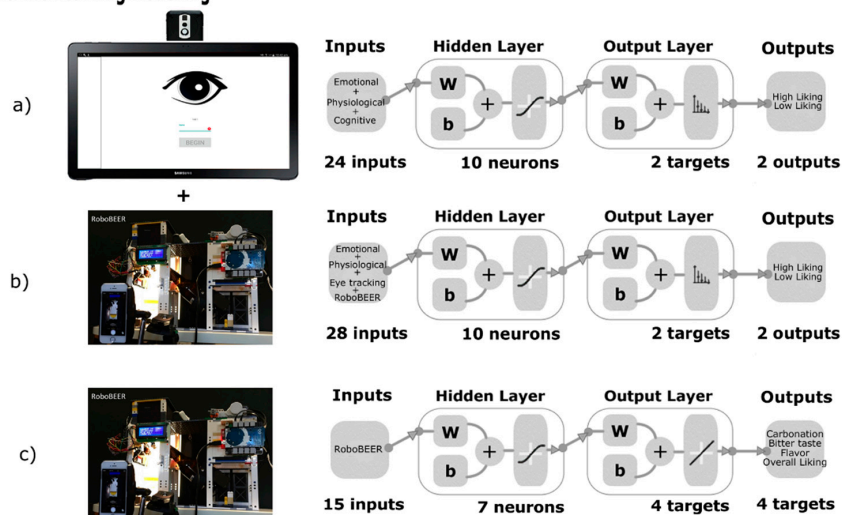 Inputs Hidden Layer Output Layer Outputs
a)
BEGIN
SAMSUNG
Emotional
+
Physiological
+
Cognitive
W
b
+
W
b
+
High Liking
Low Liking
24 inputs 10 neurons 2 targets 2 outputs
+
Inputs Hidden Layer Output Layer Outputs
b)
RoboBEER
Emotional
+
Physiological
+
Eye tracking
+
RoboBEER
W
b
+
W
b
+
High Liking
Low Liking
28 inputs 10 neurons 2 targets 2 outputs
Inputs Hidden Layer Output Layer Outputs
c)
RoboBEER
RoboBEER
W
b
+
W
b
+
Carbonation
Bitter taste
Flavor
Overall Liking
15 inputs 7 neurons 4 targets 4 targets